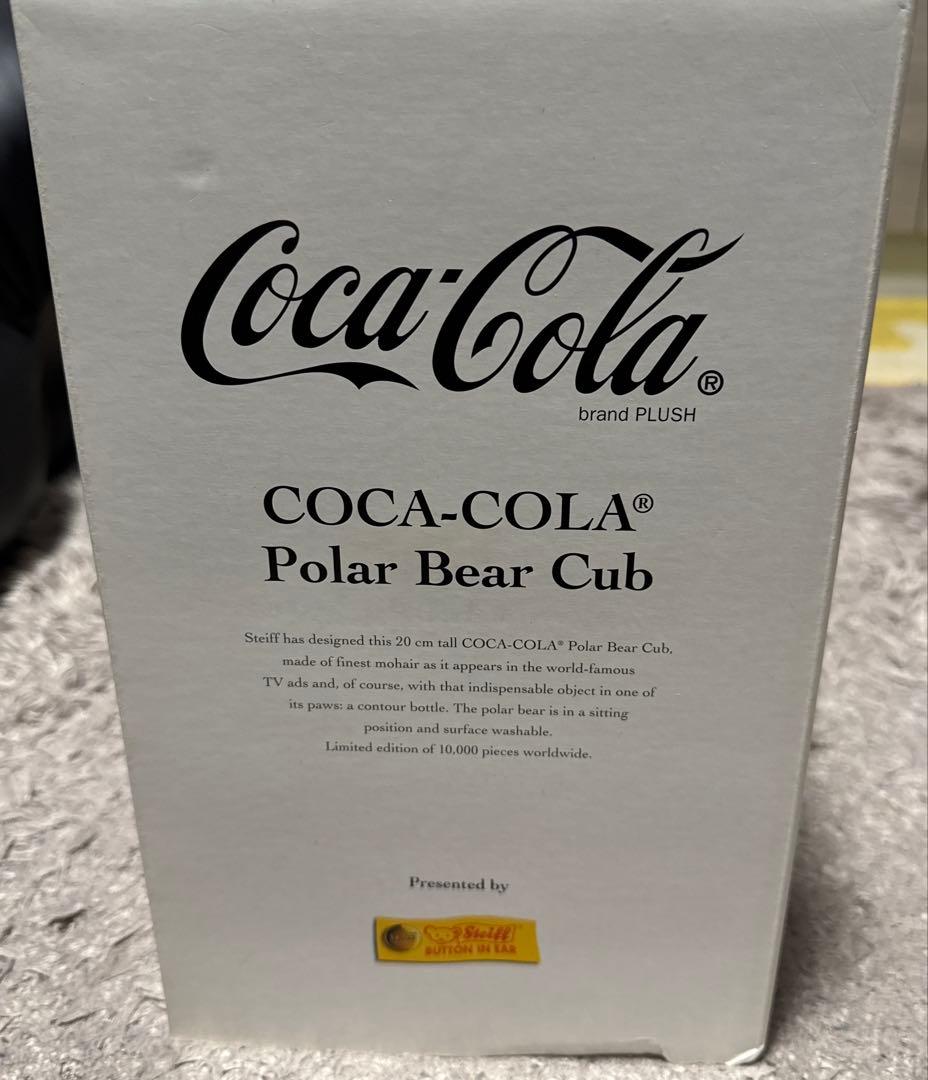 Coca-Cola®
brand PLUSH
COCA-COLA®
Polar Bear Cub
Steiff has designed this 20 cm tall COCA-COLA® Polar Bear Cub,
made of finest mohair as it appears in the world-famous
TV ads and, of course, with that indispensable object in one of
its paws: a contour bottle. The polar bear is in a sitting
position and surface washable.
Limited edition of 10,000 pieces worldwide.
Presented by
Steiff
BUTTON IN EAR